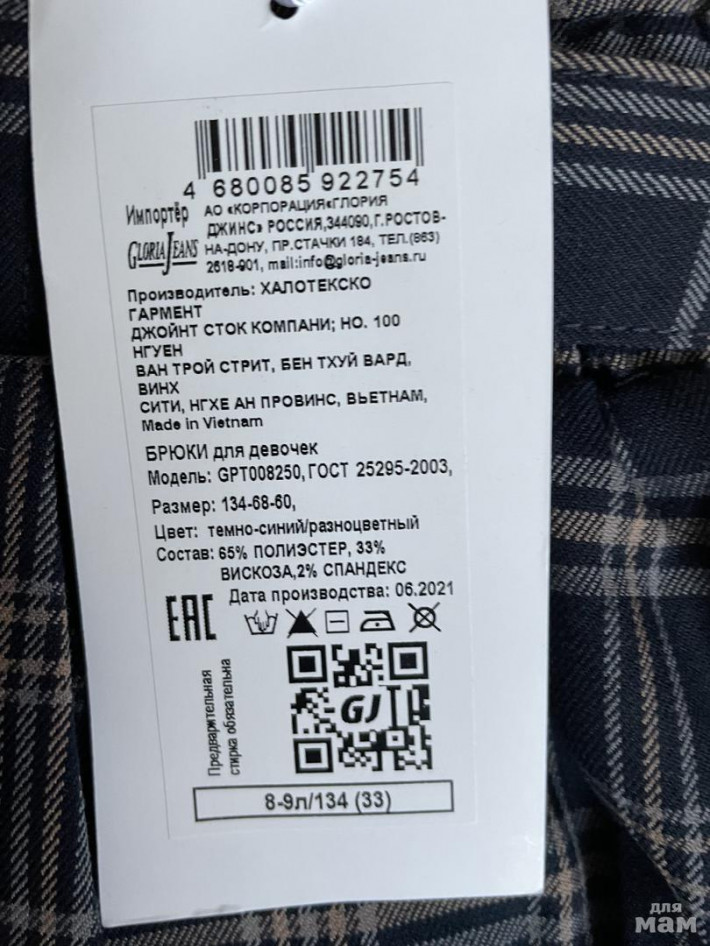 4 680085 922754
Импортёр АО «КОРПОРАЦИЯ«ГЛОРИЯ
ДЖИНС» РОССИЯ,344090,Г.РОСТОВ-
GLORIA JEANS НА-ДОНУ, ПР.СТАЧКИ 184, ТЕЛ.(863)
2618-901, mail:info@gloria-jeans.ru
Производитель: ХАЛОТЕКСКО
ГАРМЕНТ
ДЖОЙНТ СТОК КОМПАНИ; НО. 100
НГУЕН
ВАН ТРОЙ СТРИТ, БЕН ТХУЙ ВАРД,
ВИНХ
СИТИ, НГХЕ АН ПРОВИНС, ВЬЕТНАМ,
Made in Vietnam
БРЮКИ для девочек
Модель: GPT008250, ГОСТ 25295-2003,
Размер: 134-68-60,
Цвет: темно-синий/разноцветный
Состав: 65% ПОЛИЭСТЕР, 33%
ВИСКОЗА,2% СПАНДЕКС
Дата производства: 06.2021
EAC
Предварительная
стирка обязательна
GJ
8-9л/134 (33)
для
мам